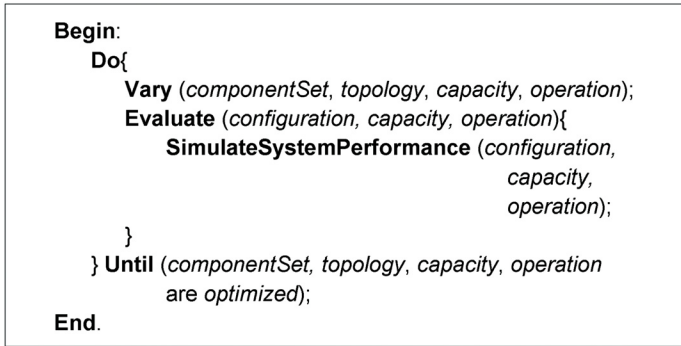 Begin:
Do{
Vary (componentSet, topology, capacity, operation);
Evaluate (configuration, capacity, operation){
SimulateSystemPerformance (configuration,
capacity,
operation);
}
} Until (componentSet, topology, capacity, operation
are optimized);
End.